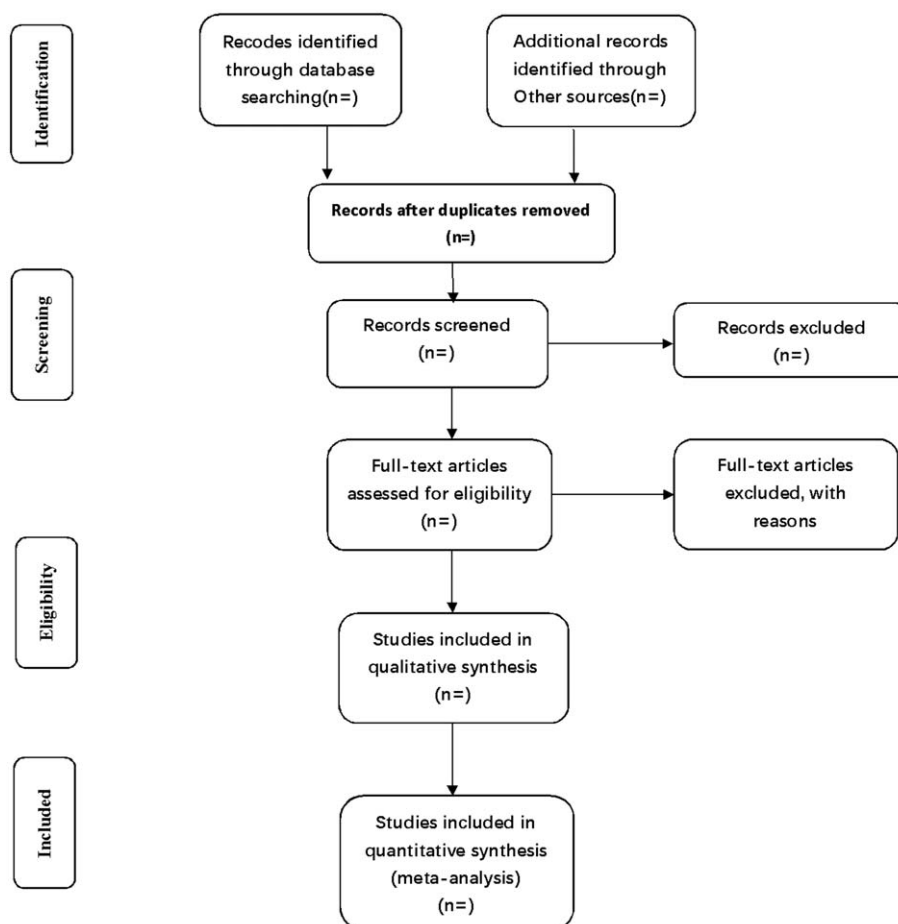 Identification
Recodes identified
through database
searching(n=)
Additional records
identified through
Other sources(n=)
Records after duplicates removed
(n=)
Screening
Records screened
(n=)
Records excluded
(n=)
Full-text articles
assessed for eligibility
(n=)
Full-text articles
excluded, with
reasons
Eligibility
Studies included in
qualitative synthesis
(n=)
Included
Studies included in
quantitative synthesis
(meta-analysis)
(n=)